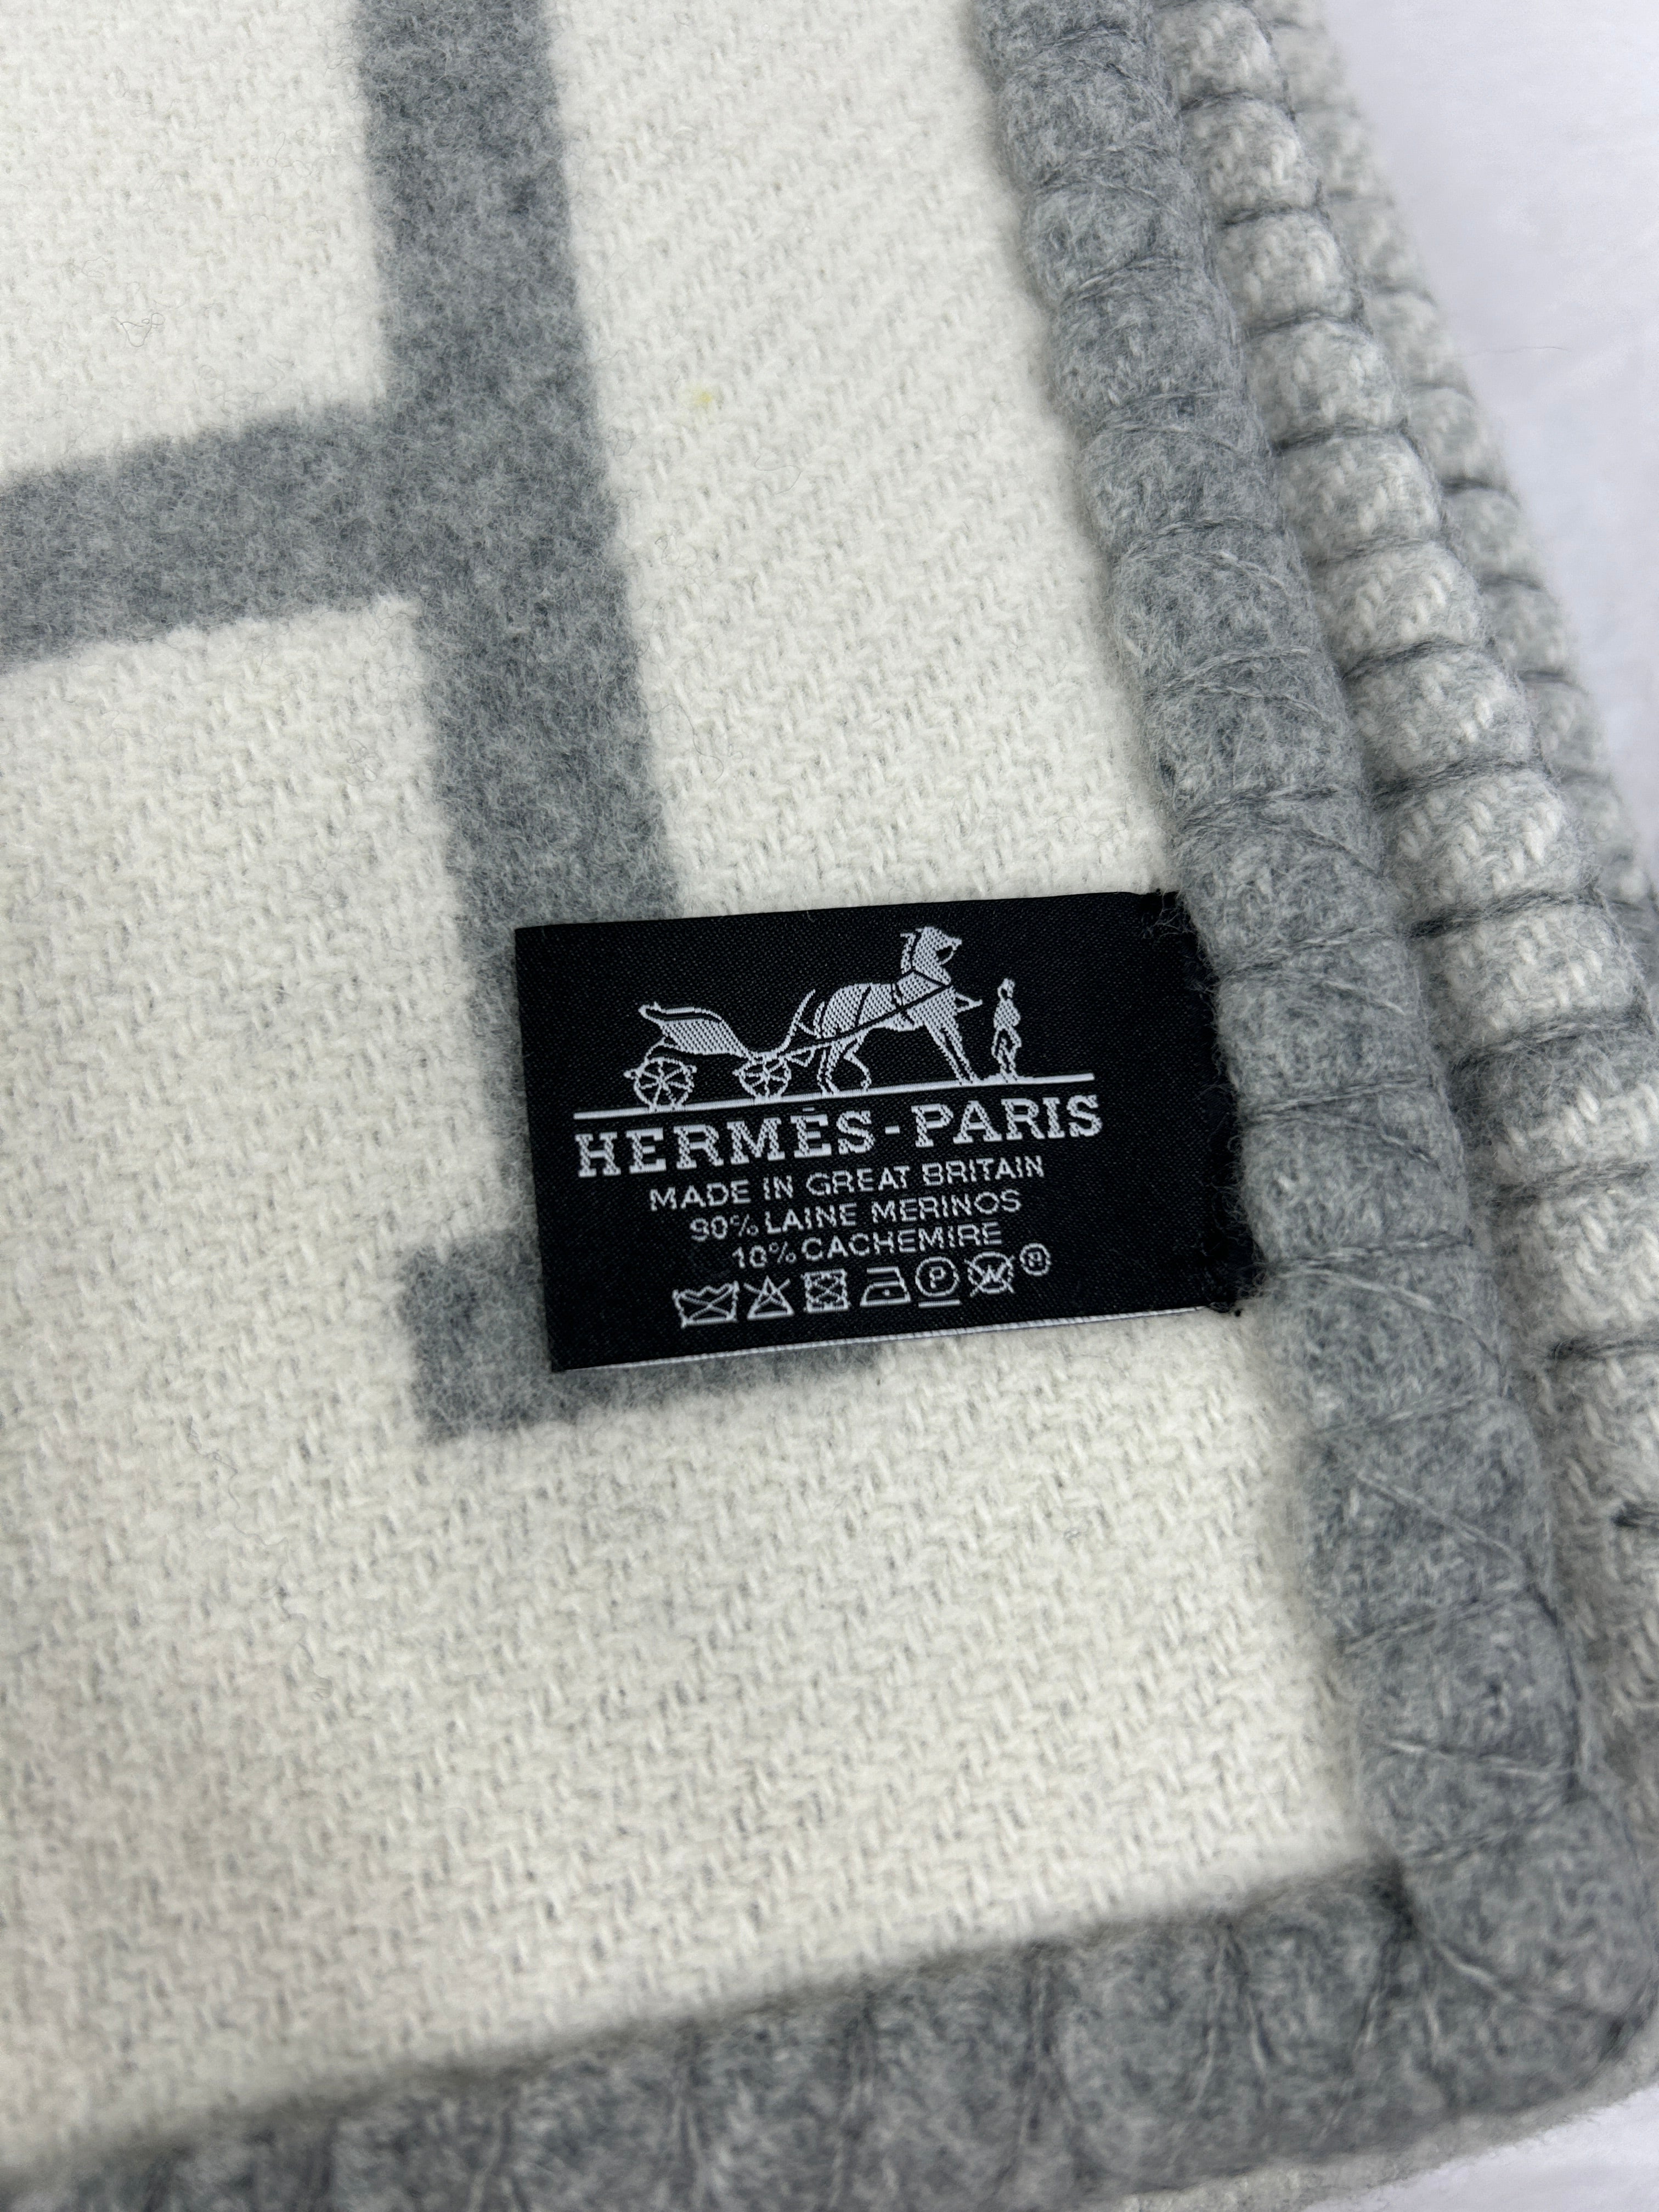 HERMÈS-PARIS
MADE IN GREAT BRITAIN
90% LAINE MERINOS
10% CACHEMIRE
P W ®